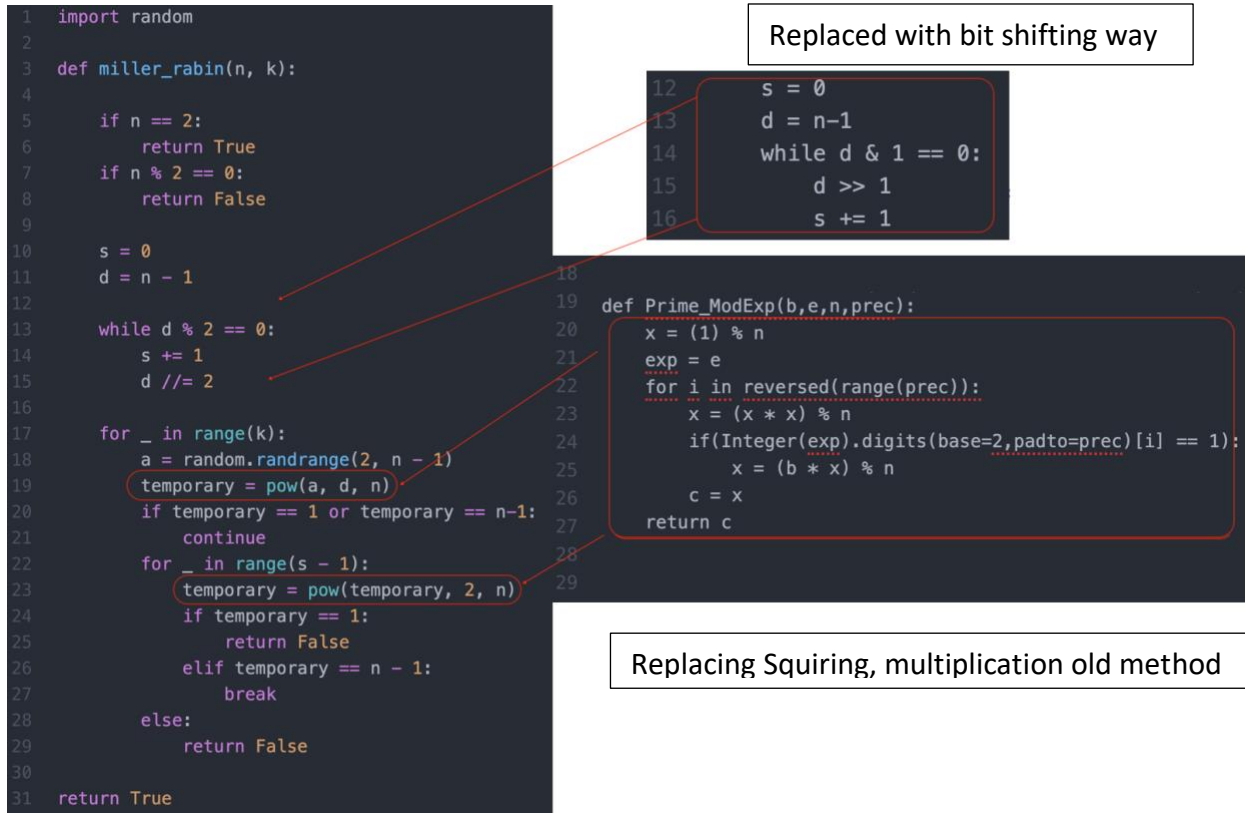 1 import random
2
3 def miller_rabin(n, k):
4
5     if n == 2:
6         return True
7     if n % 2 == 0:
8         return False
9
10     s = 0
11     d = n - 1
12
13     while d % 2 == 0:
14         s += 1
15         d //= 2
16
17     for _ in range(k):
18         a = random.randrange(2, n - 1)
19         temporary = pow(a, d, n)
20         if temporary == 1 or temporary == n-1:
21             continue
22         for _ in range(s - 1):
23             temporary = pow(temporary, 2, n)
24             if temporary == 1:
25                 return False
26             elif temporary == n - 1:
27                 break
28         else:
29             return False
30
31 return True
Replaced with bit shifting way
12     s = 0
13     d = n-1
14     while d & 1 == 0:
15         d >> 1
16         s += 1
18
19 def Prime_ModExp(b,e,n,prec):
20     x = (1) % n
21     exp = e
22     for i in reversed(range(prec)):
23         x = (x * x) % n
24         if(Integer(exp).digits(base=2,padto=prec)[i] == 1):
25             x = (b * x) % n
26         c = x
27     return c
28
29
Replacing Squiring, multiplication old method